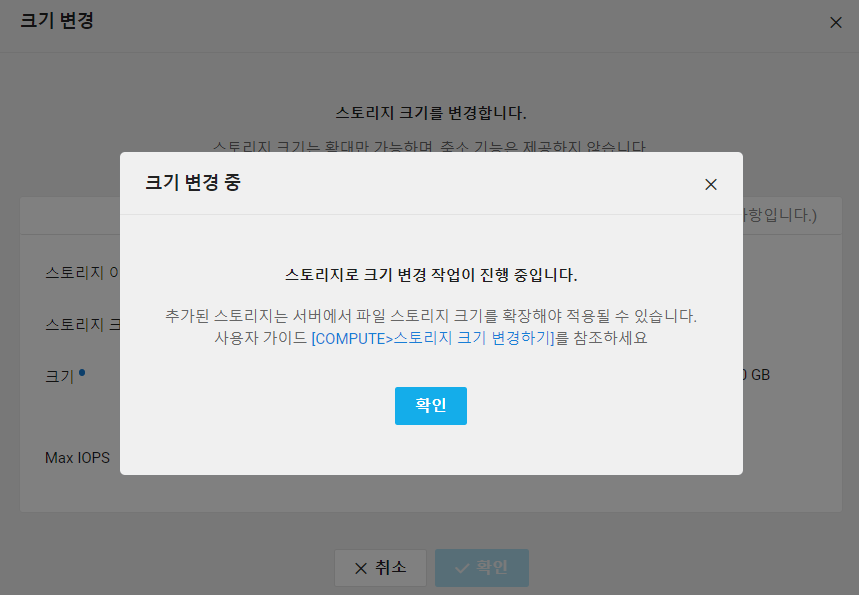 크기 변경
스토리지 크기를 변경합니다.
스토리지 크기는 확대만 가능하며, 축소 기능은 제공하지 않습니다
크기 변경 중
사항입니다.)
스토리지로 크기 변경 작업이 진행 중입니다.
스토리지
추가된 스토리지는 서버에서 파일 스토리지 크기를 확장해야 적용될 수 있습니다.
스토리지
사용자 가이드 [COMPUTE>스토리지 크기 변경하기]를 참조하세요
크기
GB
확인
Max IOPS
취소
확인